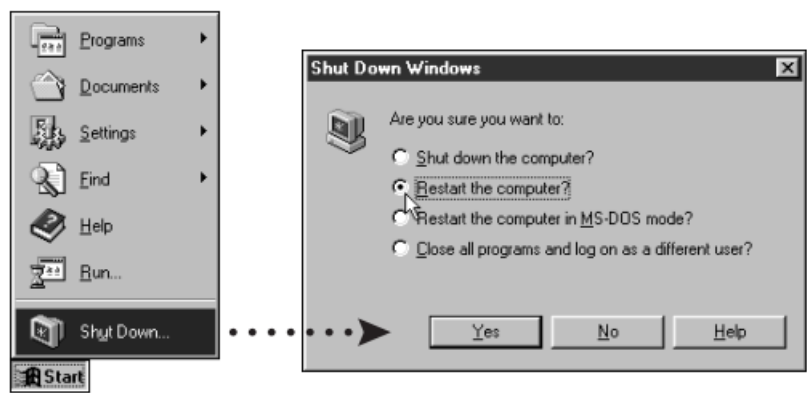 Programs
Documents
Settings
Find
Help
Run...
Shut Down...
Start
Shut Down Windows
Are you sure you want to:
Shut down the computer?
Restart the computer?
Restart the computer in MS-DOS mode?
Close all programs and log on as a different user?
Yes No Help